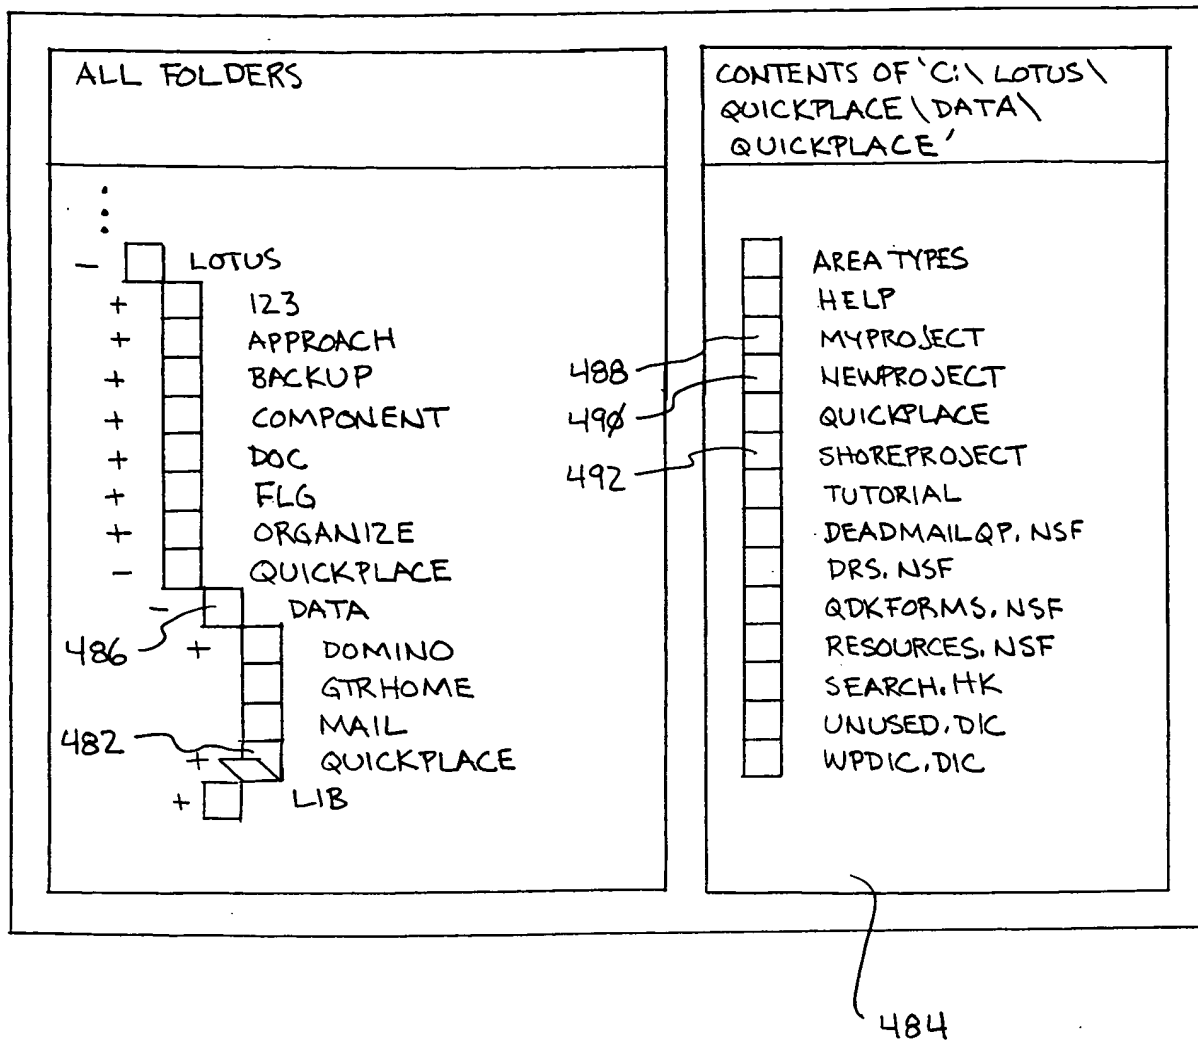 ALL FOLDERS
- LOTUS
+ 123
+ APPROACH
+ BACKUP
+ COMPONENT
+ DOC
+ FLG
+ ORGANIZE
- QUICKPLACE
- DATA
486
+ DOMINO
GTRHOME
MAIL
482
+ QUICKPLACE
+ LIB
CONTENTS OF 'C:\LOTUS\
QUICKPLACE\DATA\
QUICKPLACE'
AREA TYPES
HELP
488 MYPROJECT
490 NEWPROJECT
QUICKPLACE
492 SHOREPROJECT
TUTORIAL
DEADMAILQP.NSF
DRS.NSF
QDKFORMS.NSF
RESOURCES.NSF
SEARCH.HK
UNUSED.DIC
WPDIC.DIC
484